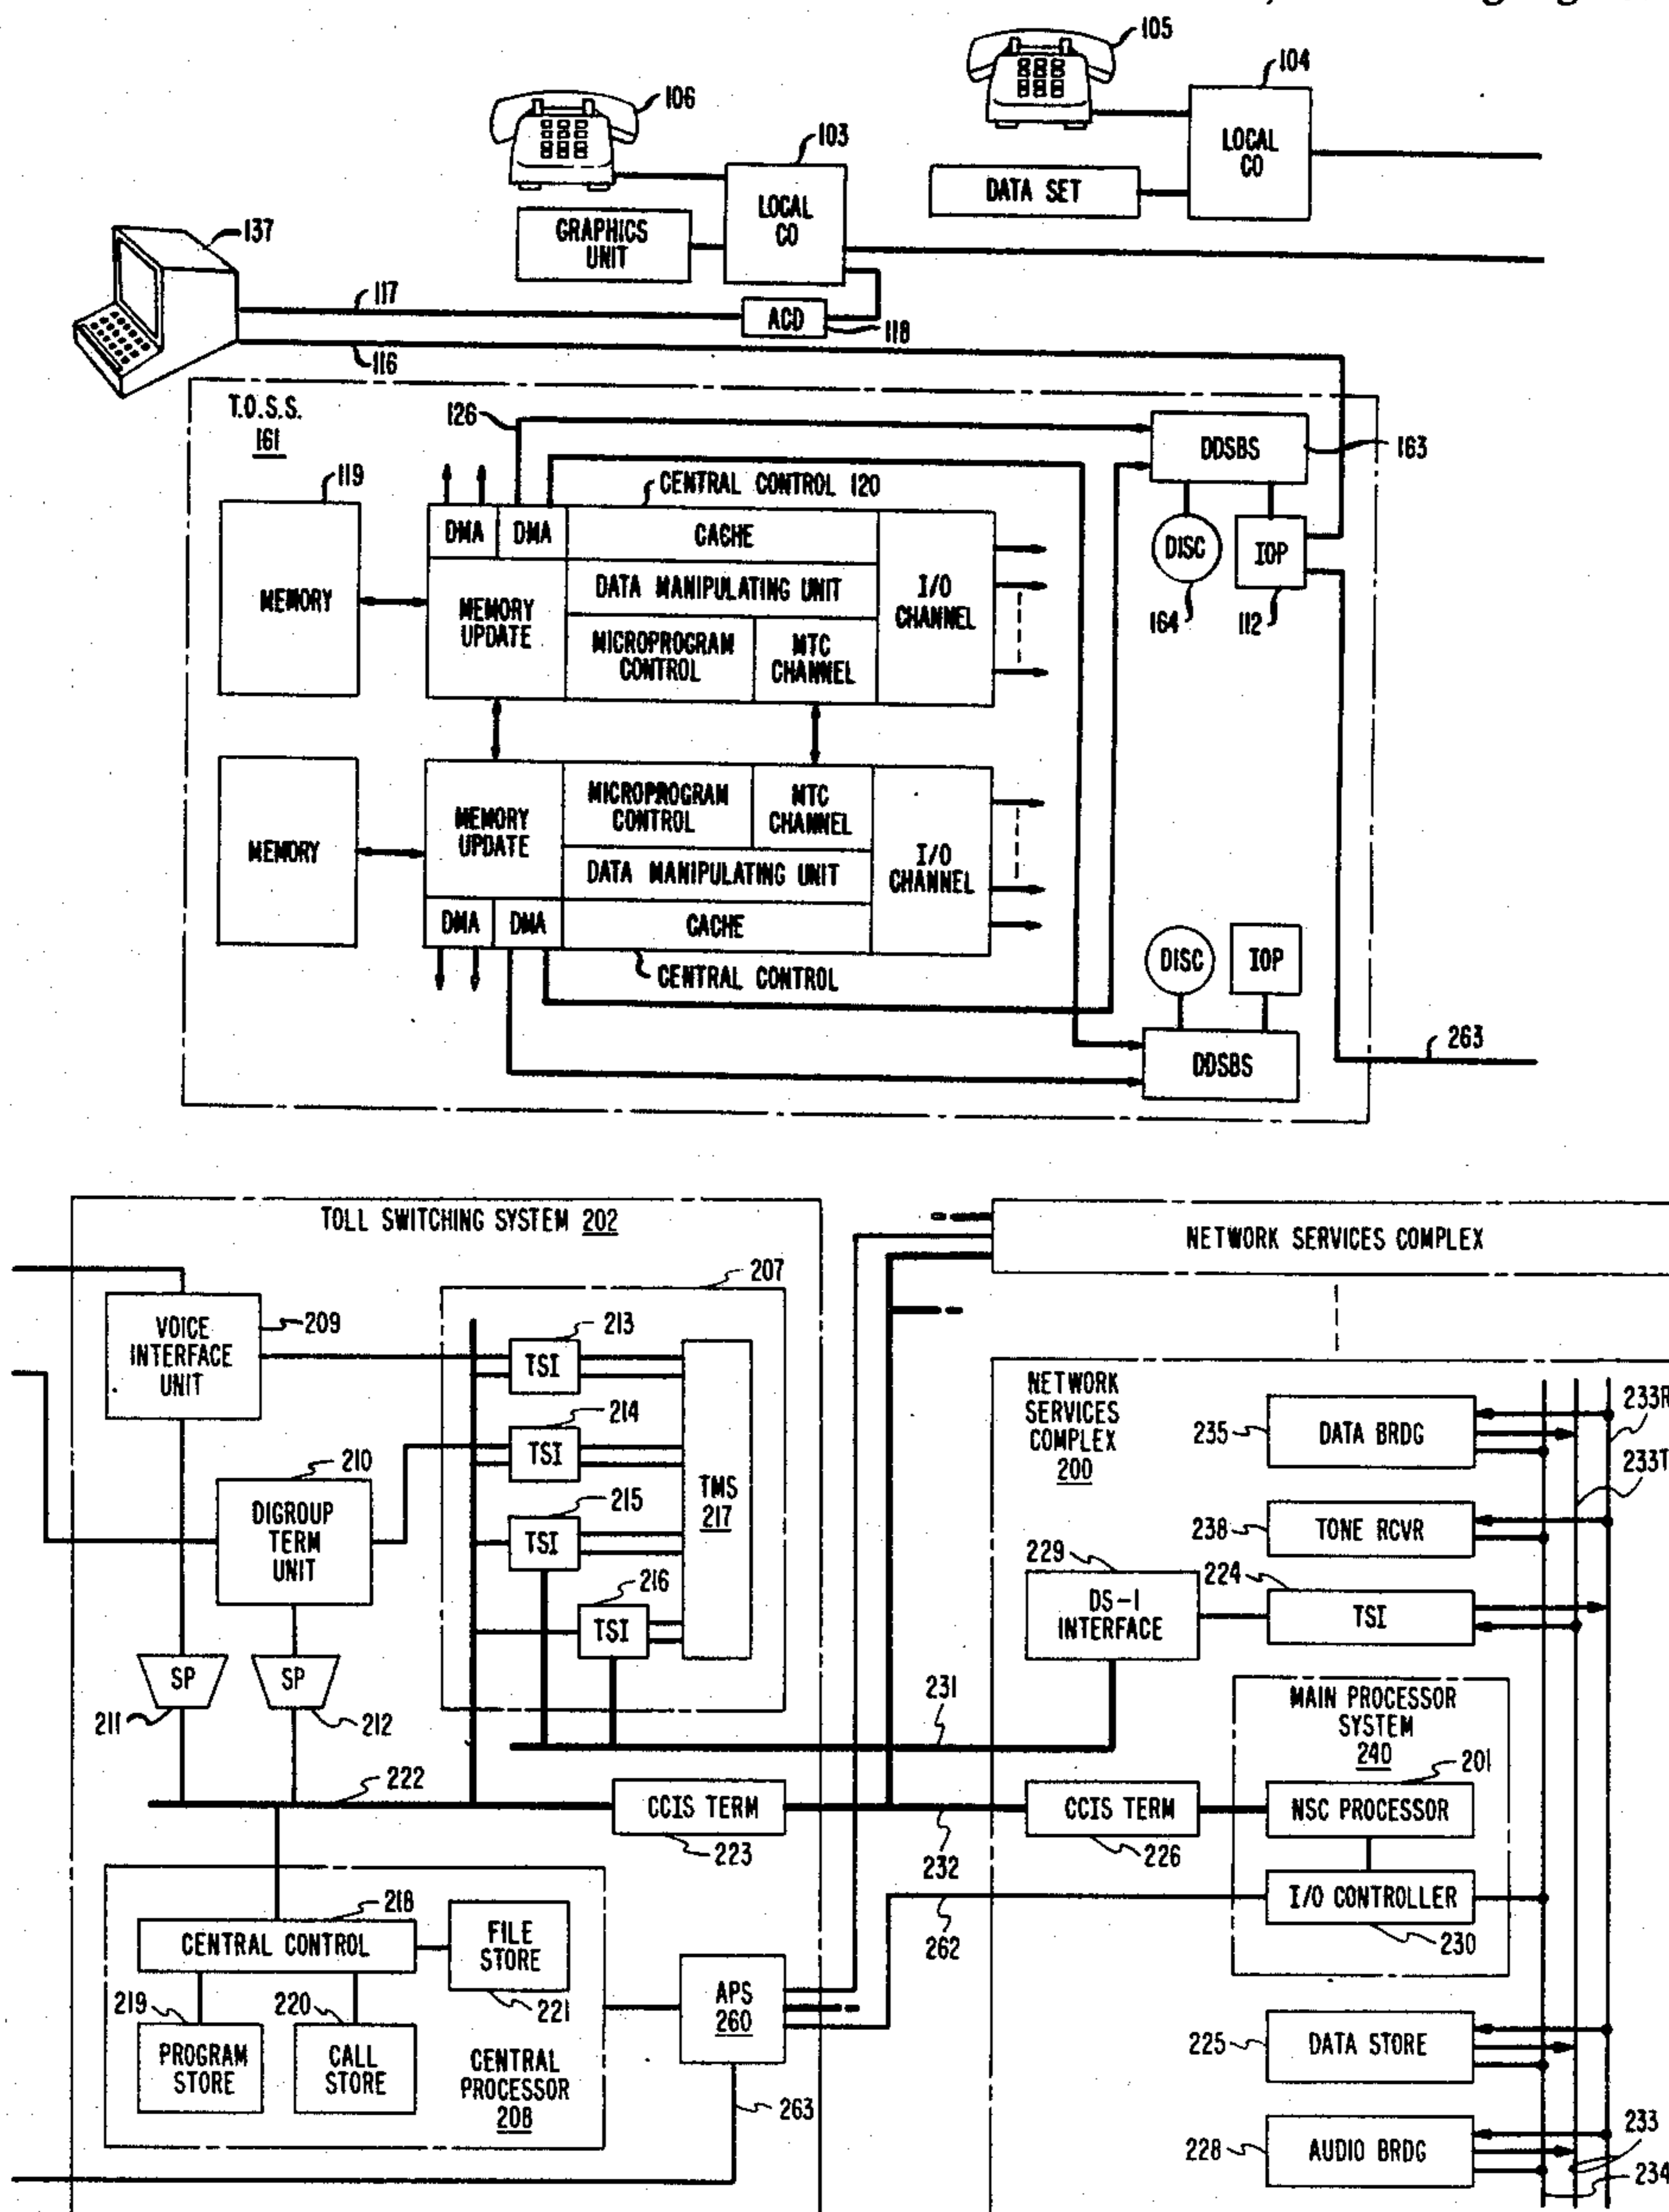 105
104
106
103
LOCAL
CO
DATA SET
LOCAL
CO
GRAPHICS
UNIT
137
117
ACD
118
116
T.O.S.S.
161
126
DDSBS
163
119
CENTRAL CONTROL 120
DMA
DMA
CACHE
DISC
IOP
MEMORY
MEMORY
UPDATE
DATA MANIPULATING UNIT
I/O
CHANNEL
MICROPROGRAM
CONTROL
MTC
CHANNEL
164
112
MEMORY
MEMORY
UPDATE
MICROPROGRAM
CONTROL
MTC
CHANNEL
DATA MANIPULATING UNIT
I/O
CHANNEL
DMA
DMA
CACHE
CENTRAL CONTROL
DISC
IOP
DDSBS
263
TOLL SWITCHING SYSTEM 202
NETWORK SERVICES COMPLEX
207
VOICE
INTERFACE
UNIT
209
213
TSI
214
TSI
210
DIGROUP
TERM
UNIT
215
TSI
216
TSI
TMS
217
SP
SP
211
212
222
CCIS TERM
223
231
232
NETWORK
SERVICES
COMPLEX
200
235
DATA BRDG
233R
233T
238
TONE RCVR
229
DS-1
INTERFACE
224
TSI
MAIN PROCESSOR
SYSTEM
240
201
CCIS TERM
226
NSC PROCESSOR
I/O CONTROLLER
230
262
218
CENTRAL CONTROL
FILE
STORE
221
219
PROGRAM
STORE
220
CALL
STORE
CENTRAL
PROCESSOR
208
APS
260
263
225
DATA STORE
228
AUDIO BRDG
233
234